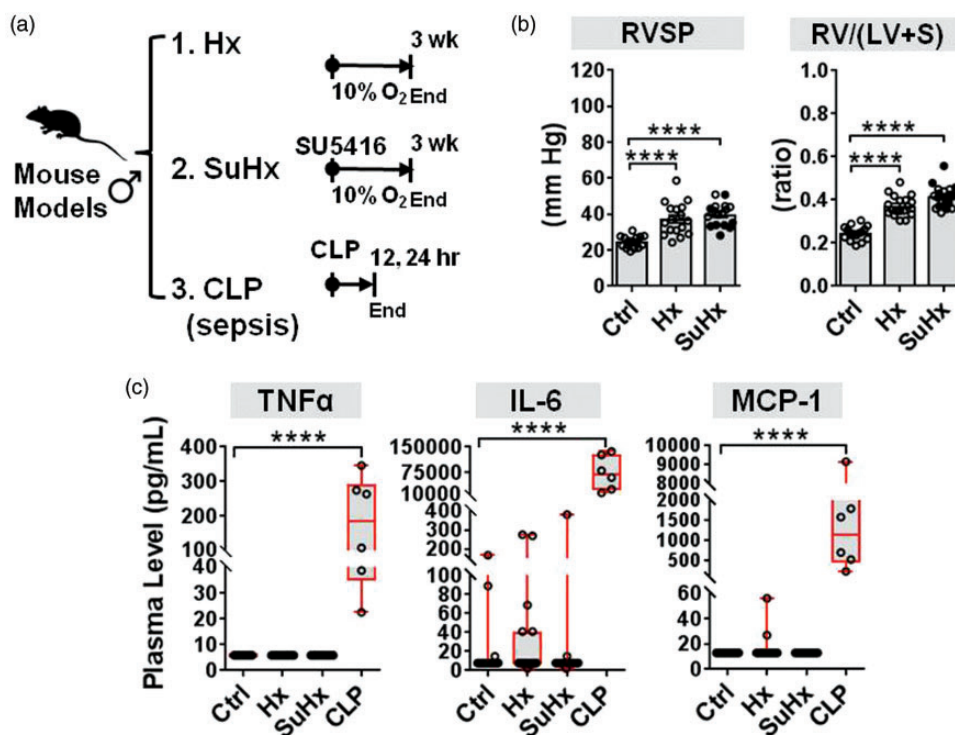 (a)
1. Hx
3 wk
10% O2 End
Mouse
Models ♂
2. SuHx
SU5416 3 wk
10% O2 End
3. CLP
(sepsis)
CLP 12, 24 hr
End
(b)
RVSP
(mm Hg)
120
100
80
60
40
20
0
****
****
Ctrl
Hx
SuHx
RV/(LV+S)
(ratio)
1.0
0.8
0.6
0.4
0.2
0.0
****
****
Ctrl
Hx
SuHx
(c)
Plasma Level (pg/mL)
TNFα
****
400
300
200
100
40
30
20
10
0
Ctrl
Hx
SuHx
CLP
IL-6
****
150000
75000
10000
400
300
200
100
80
60
40
20
0
Ctrl
Hx
SuHx
CLP
MCP-1
****
10000
9000
8000
2000
1500
1000
500
60
40
20
0
Ctrl
Hx
SuHx
CLP